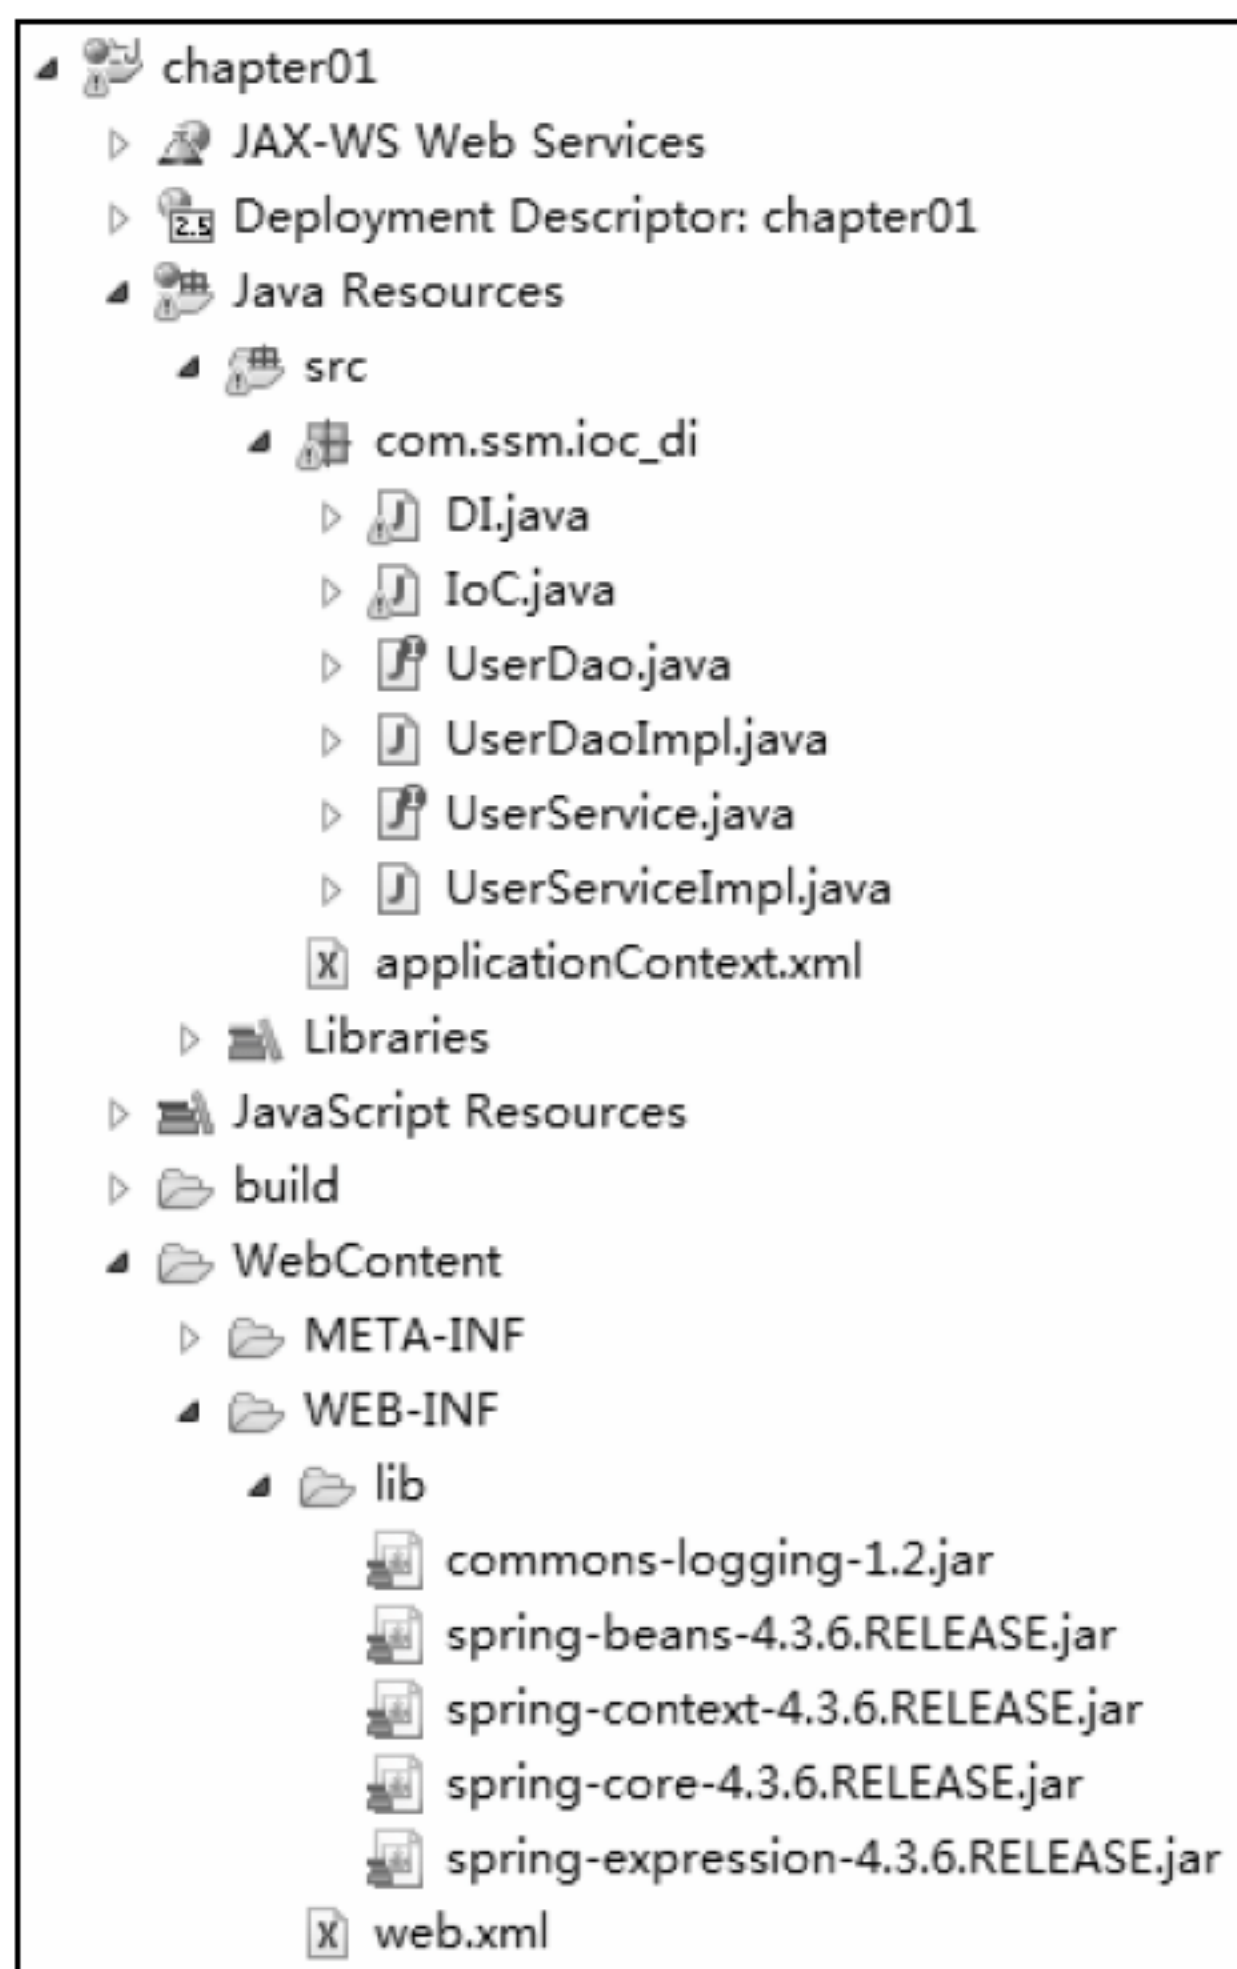 chapter01
JAX-WS Web Services
2.5 Deployment Descriptor: chapter01
Java Resources
src
com.ssm.ioc_di
DI.java
IoC.java
UserDao.java
UserDaoImpl.java
UserService.java
UserServiceImpl.java
applicationContext.xml
Libraries
JavaScript Resources
build
WebContent
META-INF
WEB-INF
lib
commons-logging-1.2.jar
spring-beans-4.3.6.RELEASE.jar
spring-context-4.3.6.RELEASE.jar
spring-core-4.3.6.RELEASE.jar
spring-expression-4.3.6.RELEASE.jar
web.xml